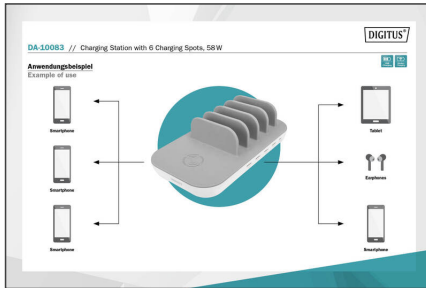 DIGITUS®
DA-10083 // Charging Station with 6 Charging Spots, 58 W
Anwendungsbeispiel
Example of use
Smartphone
Tablet
Smartphone
Earphones
Smartphone
Smartphone